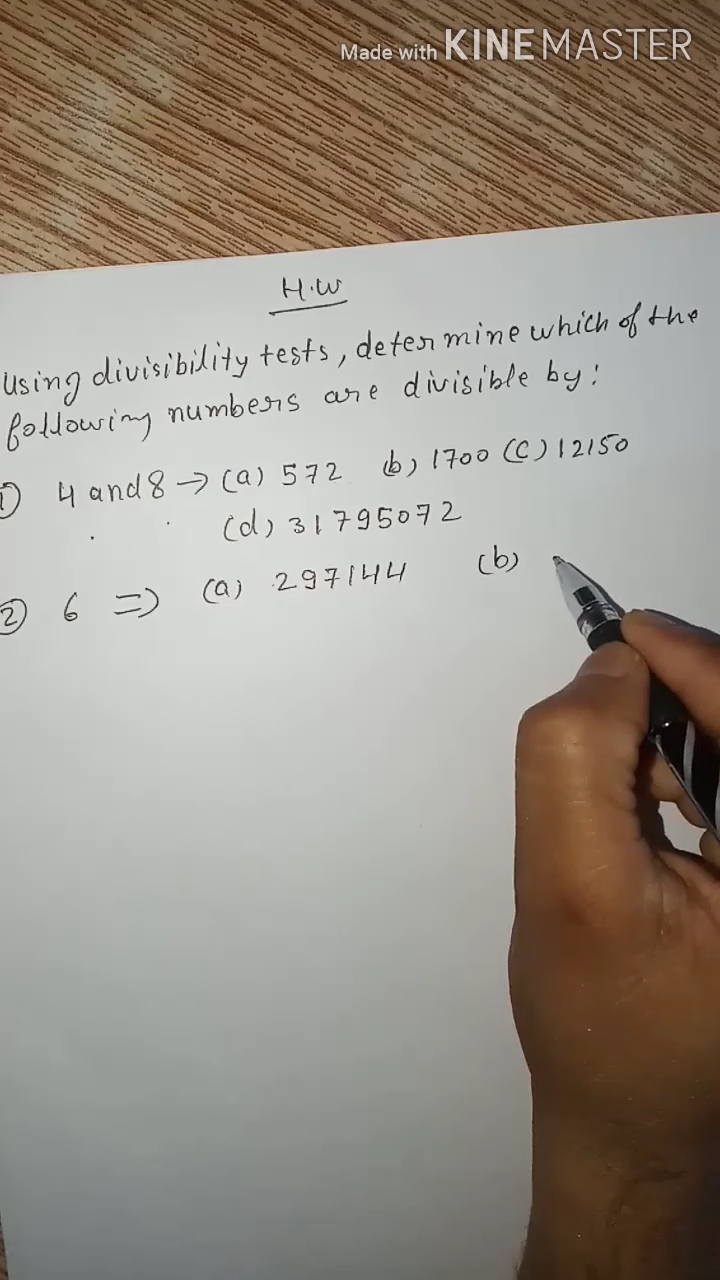 Made with KINEMASTER
H.W
Using divisibility tests, determine which of the
following numbers are divisible by:
① 4 and 8 → (a) 572 (b) 1700 (c) 12150
(d) 31795072
② 6 => (a) 297144 (b)